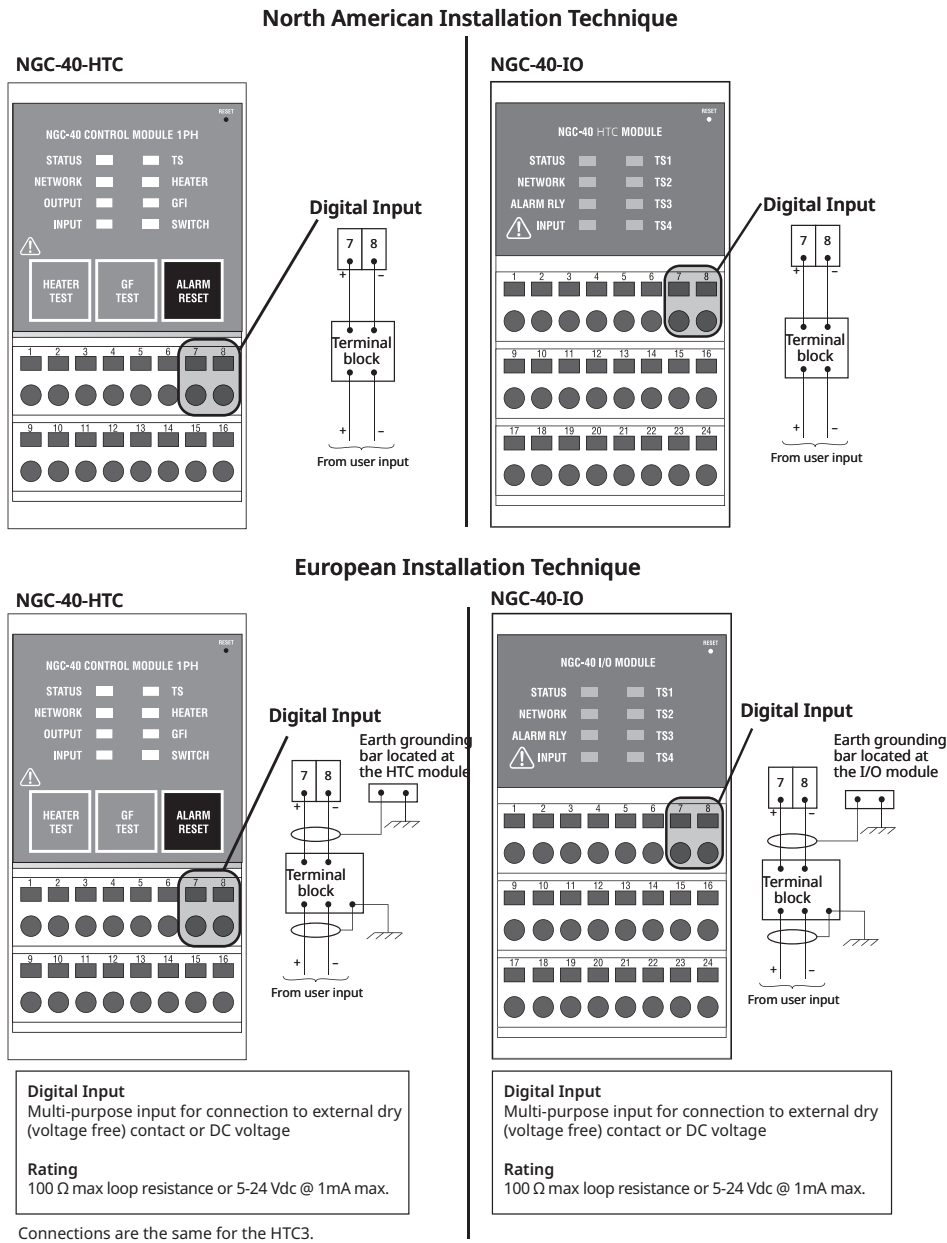 North American Installation Technique
NGC-40-HTC
RESET
NGC-40 CONTROL MODULE 1PH
STATUS TS
NETWORK HEATER
OUTPUT GFI
INPUT SWITCH
HEATER TEST
GF TEST
ALARM RESET
1 2 3 4 5 6 7 8
9 10 11 12 13 14 15 16
Digital Input
7 8
+ –
Terminal
block
+ –
From user input
NGC-40-IO
RESET
NGC-40 HTC MODULE
STATUS TS1
NETWORK TS2
ALARM RLY TS3
INPUT TS4
1 2 3 4 5 6 7 8
9 10 11 12 13 14 15 16
17 18 19 20 21 22 23 24
Digital Input
7 8
+ –
Terminal
block
+ –
From user input
European Installation Technique
NGC-40-HTC
RESET
NGC-40 CONTROL MODULE 1PH
STATUS TS
NETWORK HEATER
OUTPUT GFI
INPUT SWITCH
HEATER TEST
GF TEST
ALARM RESET
1 2 3 4 5 6 7 8
9 10 11 12 13 14 15 16
Digital Input
Earth grounding
bar located at
the HTC module
7 8
+ –
Terminal
block
+ –
From user input
NGC-40-IO
RESET
NGC-40 I/O MODULE
STATUS TS1
NETWORK TS2
ALARM RLY TS3
INPUT TS4
1 2 3 4 5 6 7 8
9 10 11 12 13 14 15 16
17 18 19 20 21 22 23 24
Digital Input
Earth grounding
bar located at
the I/O module
7 8
+ –
Terminal
block
+ –
From user input
Digital Input
Multi-purpose input for connection to external dry
(voltage free) contact or DC voltage
Rating
100 Ω max loop resistance or 5-24 Vdc @ 1mA max.
Digital Input
Multi-purpose input for connection to external dry
(voltage free) contact or DC voltage
Rating
100 Ω max loop resistance or 5-24 Vdc @ 1mA max.
Connections are the same for the HTC3.